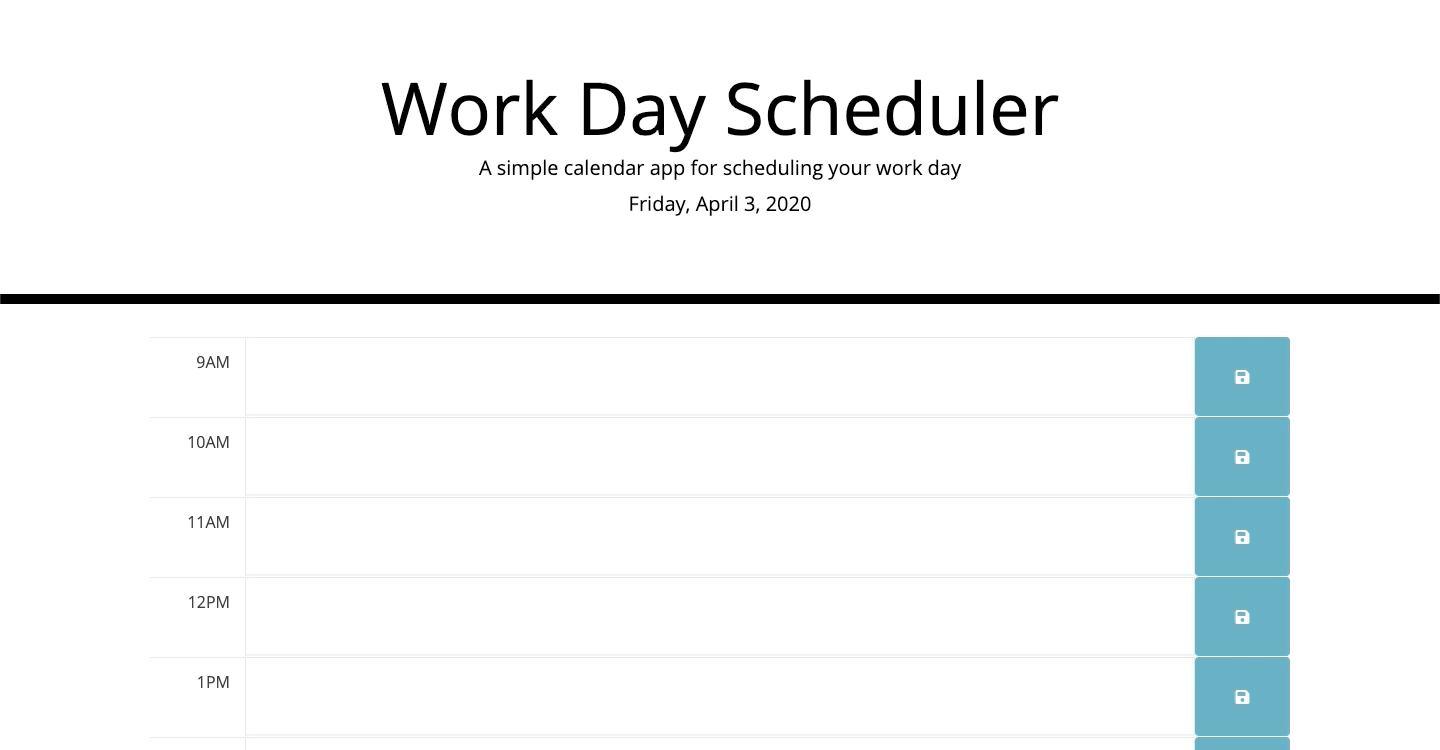 Work Day Scheduler
A simple calendar app for scheduling your work day
Friday, April 3, 2020
9AM
10AM
11AM
12PM
1PM